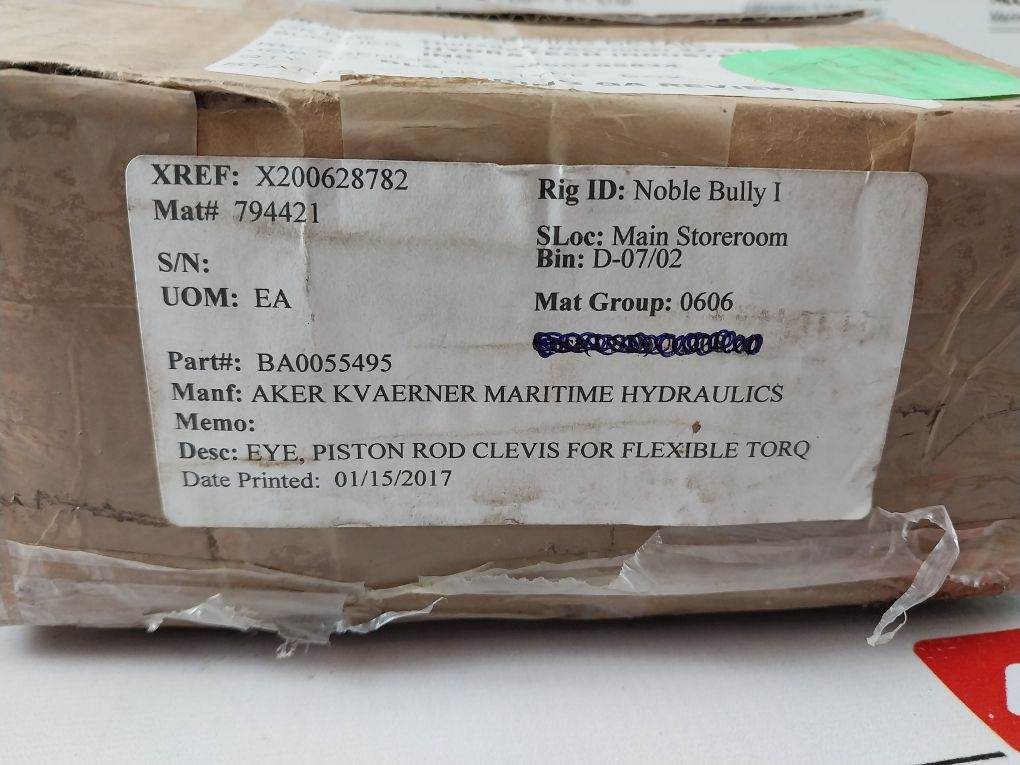 QA REVIEW
XREF: X200628782
Mat# 794421
S/N:
UOM: EA
Rig ID: Noble Bully I
SLoc: Main Storeroom
Bin: D-07/02
Mat Group: 0606
Part#: BA0055495
Manf: AKER KVAERNER MARITIME HYDRAULICS
Memo:
Desc: EYE, PISTON ROD CLEVIS FOR FLEXIBLE TORQ
Date Printed: 01/15/2017